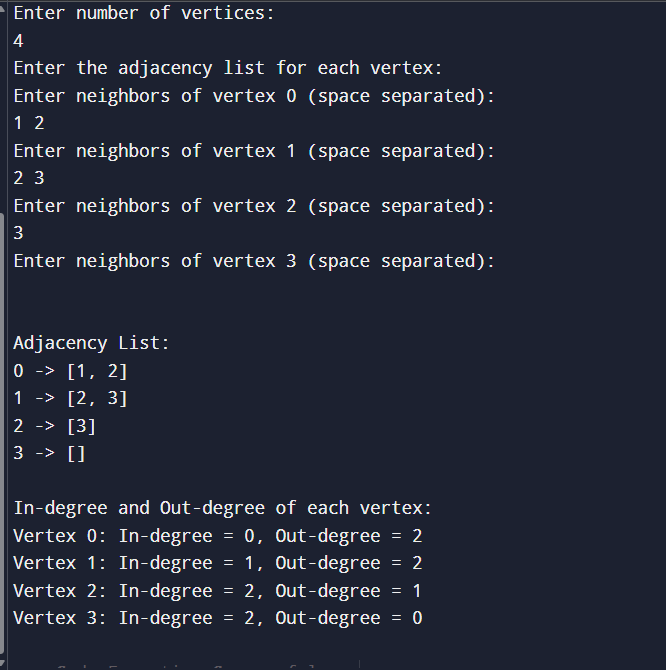 Enter number of vertices:
4
Enter the adjacency list for each vertex:
Enter neighbors of vertex 0 (space separated):
1 2
Enter neighbors of vertex 1 (space separated):
2 3
Enter neighbors of vertex 2 (space separated):
3
Enter neighbors of vertex 3 (space separated):
Adjacency List:
0 -> [1, 2]
1 -> [2, 3]
2 -> [3]
3 -> []
In-degree and Out-degree of each vertex:
Vertex 0: In-degree = 0, Out-degree = 2
Vertex 1: In-degree = 1, Out-degree = 2
Vertex 2: In-degree = 2, Out-degree = 1
Vertex 3: In-degree = 2, Out-degree = 0